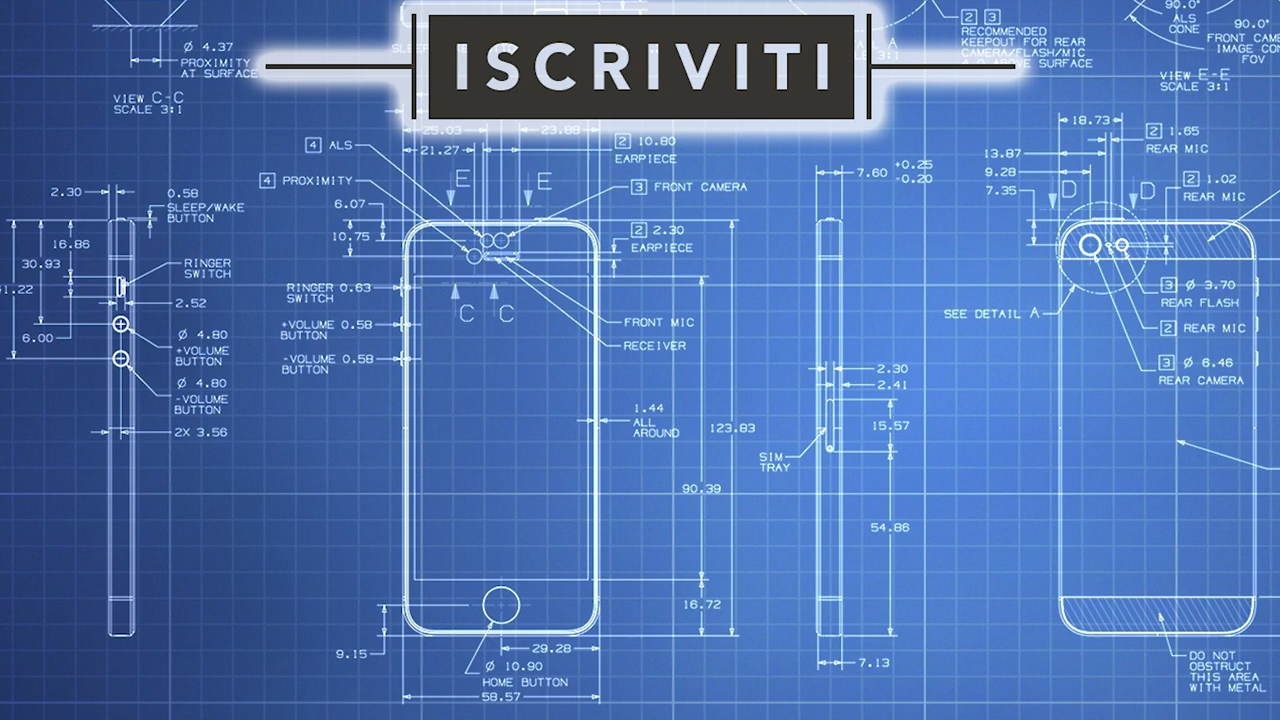 ISCRIVITI
Ø 4.37
PROXIMITY
AT SURFACE
VIEW C-C
SCALE 3:1
2 3
RECOMMENDED
KEEPOUT FOR REAR
CAMERA/FLASH/MIC
4.0 ABOVE SURFACE
90.0°
ALS
CONE
90.0°
FRONT CAM
IMAGE CON
FOV
VIEW E-E
SCALE 3:1
2.30
0.58
SLEEP/WAKE
BUTTON
16.86
30.93
RINGER
SWITCH
2.52
6.00
Ø 4.80
+VOLUME
BUTTON
Ø 4.80
-VOLUME
BUTTON
2X 3.56
25.03
23.88
4 ALS
21.27
2 10.80
EARPIECE
4 PROXIMITY
E
E
3 FRONT CAMERA
6.07
10.75
2 2.30
EARPIECE
RINGER 0.63
SWITCH
C
C
+VOLUME 0.58
BUTTON
FRONT MIC
-VOLUME 0.58
BUTTON
RECEIVER
1.44
ALL
AROUND
123.83
90.39
16.72
9.15
29.28
Ø 10.90
HOME BUTTON
58.57
7.60 +0.25
-0.20
2.30
2.41
15.57
SIM
TRAY
54.86
7.13
18.73
2 1.65
REAR MIC
13.87
9.28
7.35
D
D
2 1.02
REAR MIC
3 Ø 3.70
REAR FLASH
SEE DETAIL A
2 REAR MIC
3 Ø 6.46
REAR CAMERA
DO NOT
OBSTRUCT
THIS AREA
WITH METAL